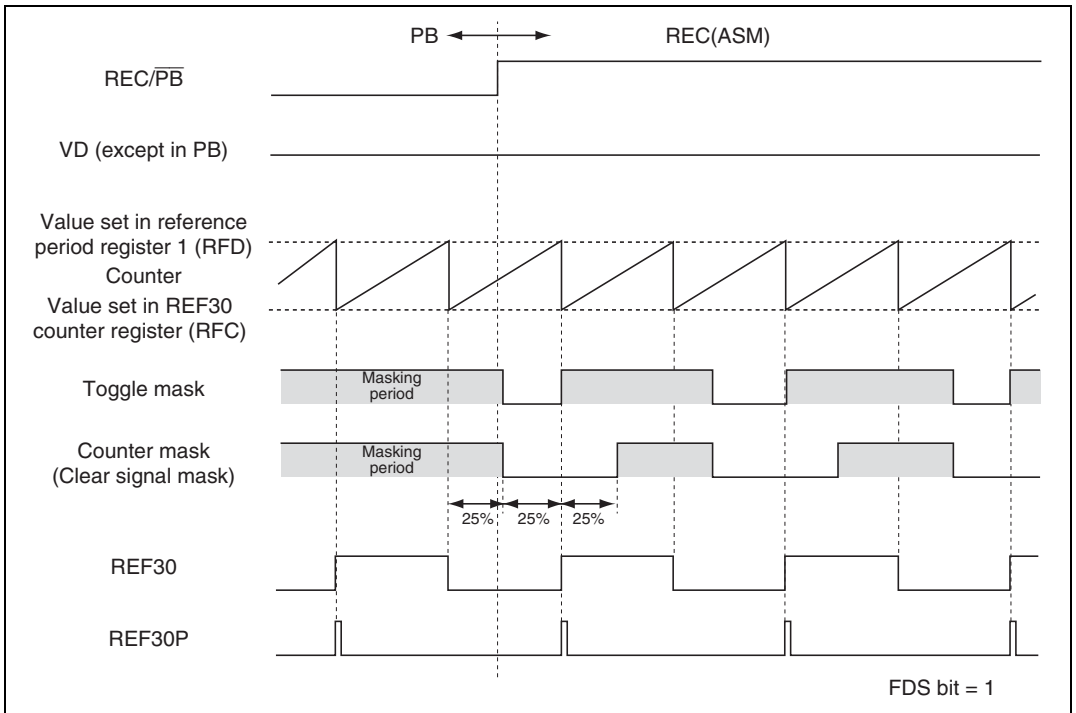 PB REC(ASM)
REC/P̅B̅
VD (except in PB)
Value set in reference
period register 1 (RFD)
Counter
Value set in REF30
counter register (RFC)
Toggle mask
Masking
period
Counter mask
(Clear signal mask)
Masking
period
25% 25% 25%
REF30
REF30P
FDS bit = 1